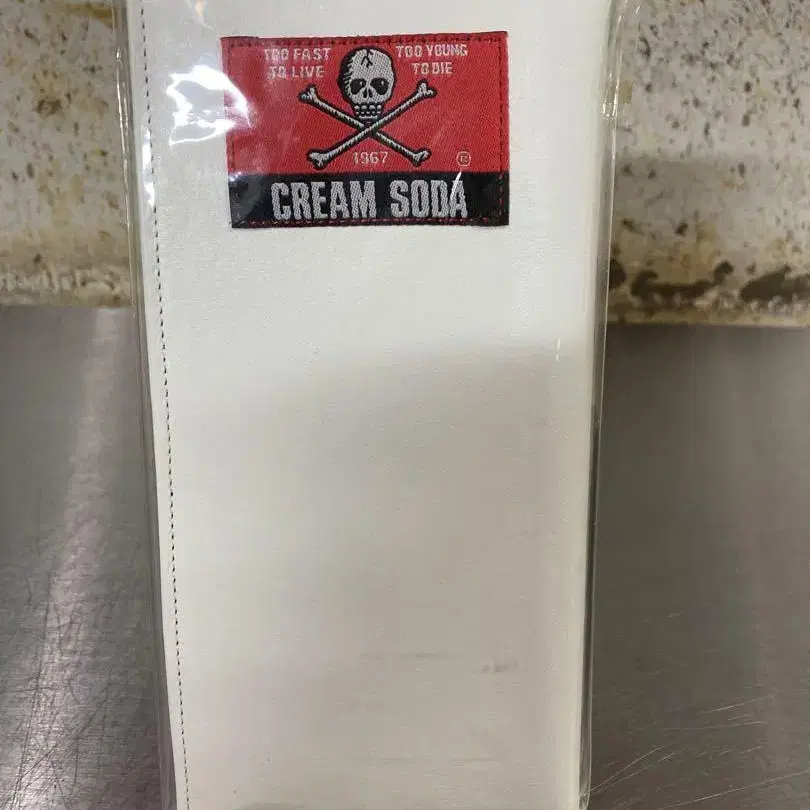 TOO FAST TOO YOUNG
TO LIVE TO DIE
1967 ®
CREAM SODA